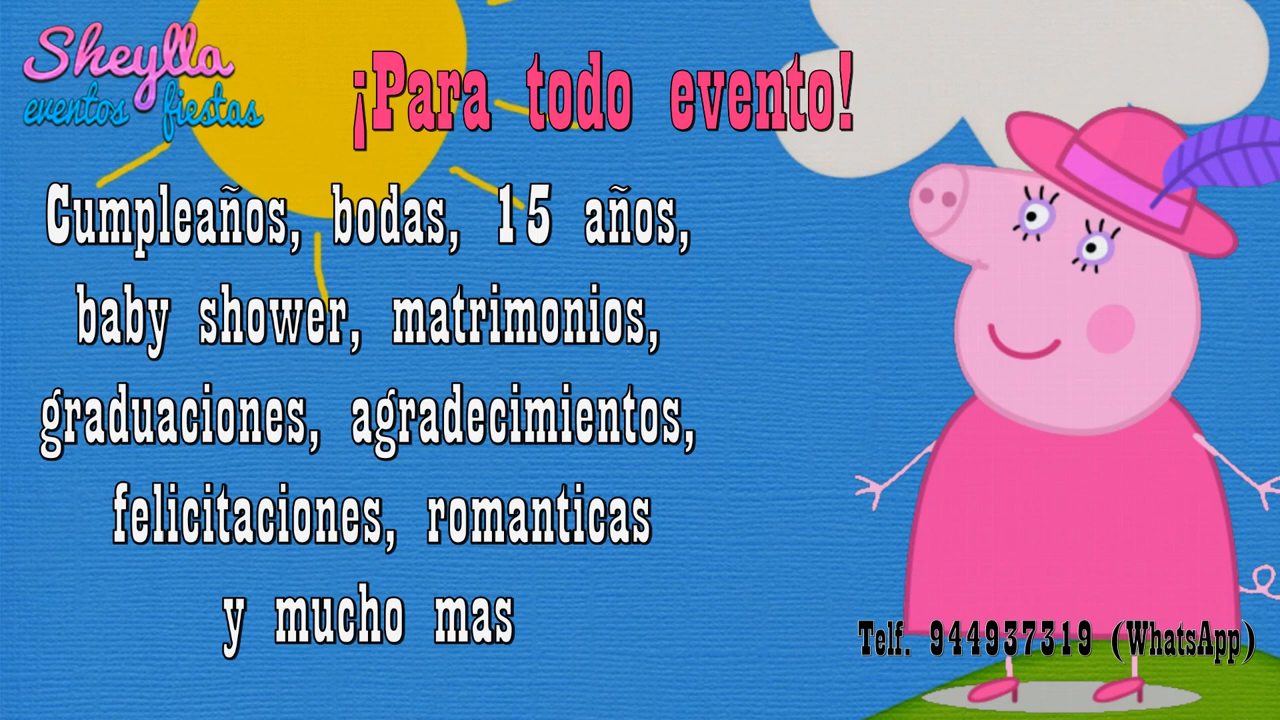 Sheylla
eventos fiestas
¡Para todo evento!
Cumpleaños, bodas, 15 años,
baby shower, matrimonios,
graduaciones, agradecimientos,
felicitaciones, romanticas
y mucho mas
Telf. 944937319 (WhatsApp)